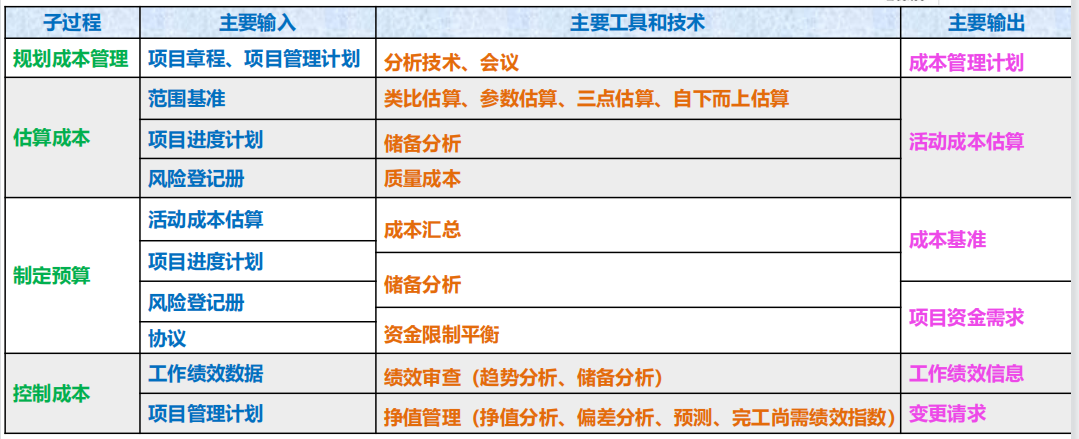 子过程 主要输入 主要工具和技术 主要输出
规划成本管理 项目章程、项目管理计划 分析技术、会议 成本管理计划
估算成本
范围基准 类比估算、参数估算、三点估算、自下而上估算
项目进度计划 储备分析 活动成本估算
风险登记册 质量成本
制定预算
活动成本估算 成本汇总 成本基准
项目进度计划 储备分析
风险登记册 项目资金需求
协议 资金限制平衡
控制成本
工作绩效数据 绩效审查（趋势分析、储备分析） 工作绩效信息
项目管理计划 挣值管理（挣值分析、偏差分析、预测、完工尚需绩效指数） 变更请求